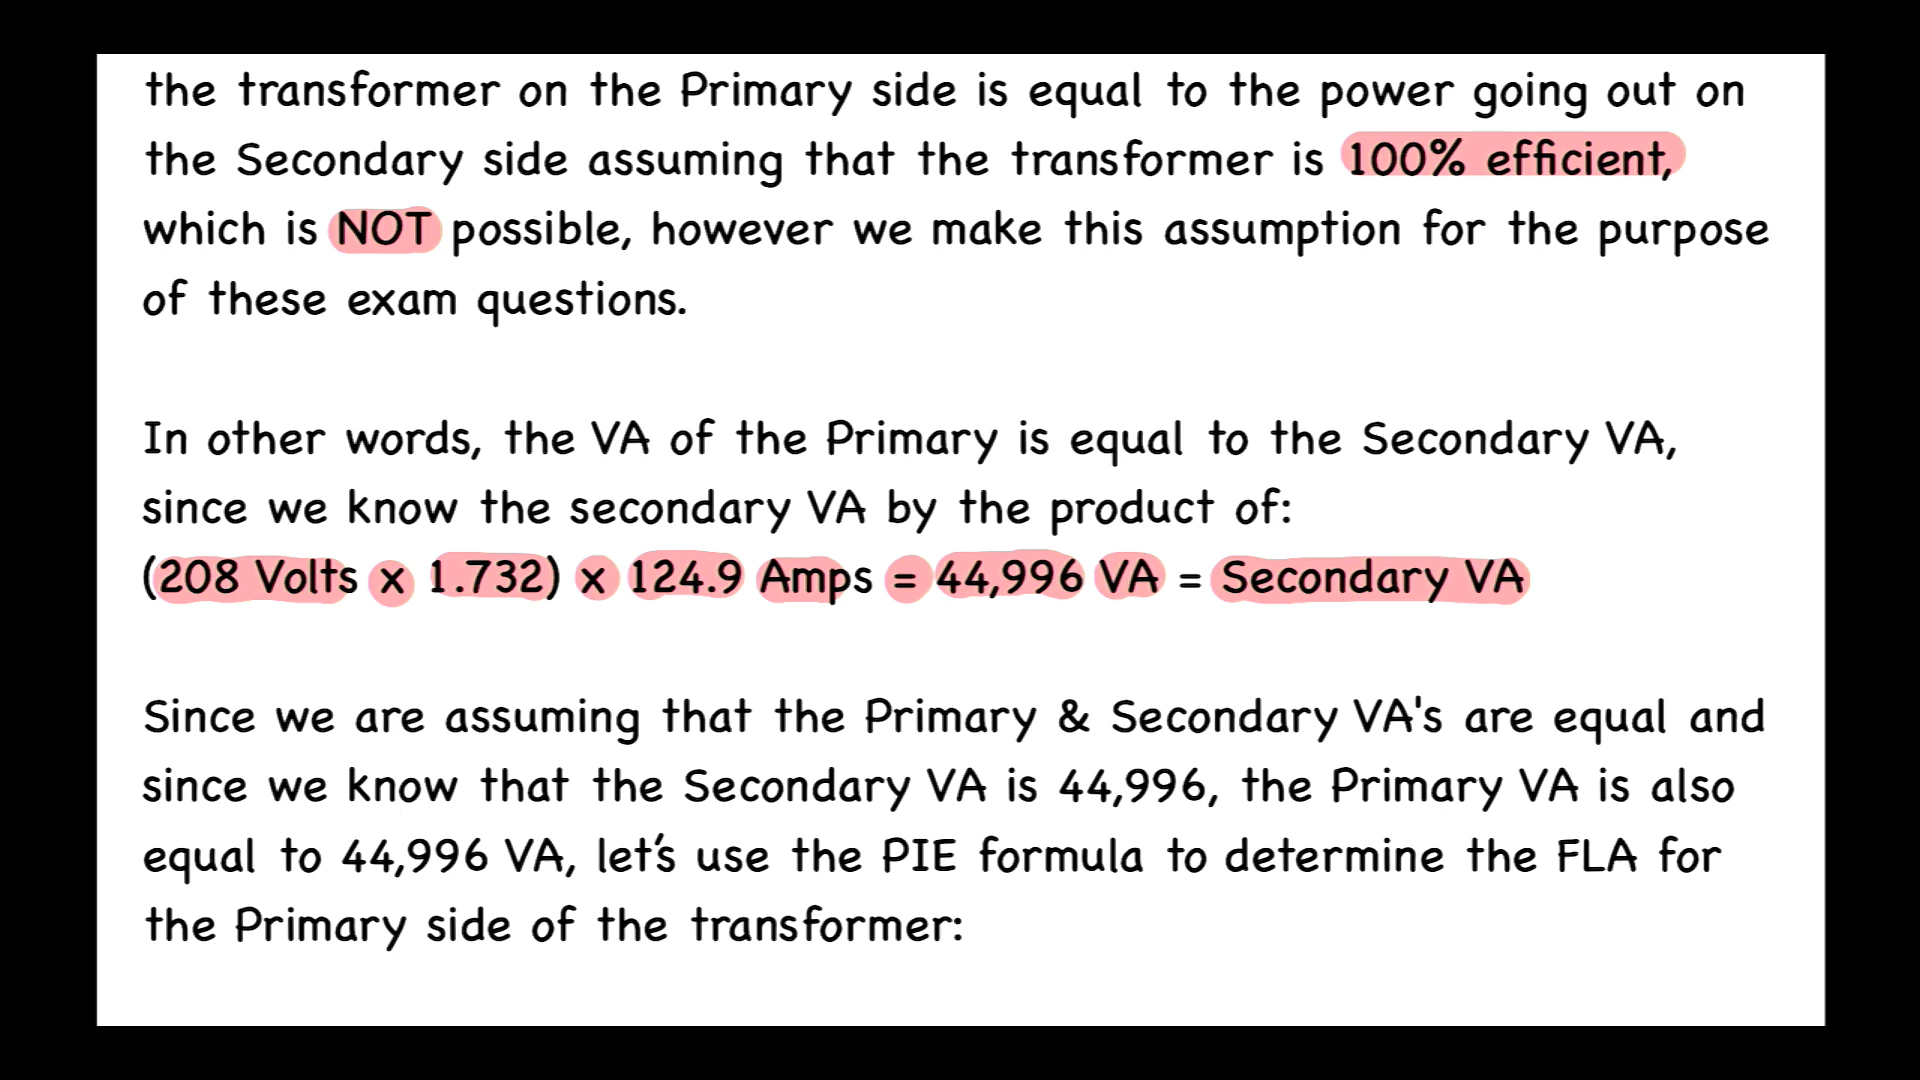 the transformer on the Primary side is equal to the power going out on
the Secondary side assuming that the transformer is 100% efficient,
which is NOT possible, however we make this assumption for the purpose
of these exam questions.
In other words, the VA of the Primary is equal to the Secondary VA,
since we know the secondary VA by the product of:
(208 Volts x 1.732) x 124.9 Amps = 44,996 VA = Secondary VA
Since we are assuming that the Primary & Secondary VA's are equal and
since we know that the Secondary VA is 44,996, the Primary VA is also
equal to 44,996 VA, let’s use the PIE formula to determine the FLA for
the Primary side of the transformer: